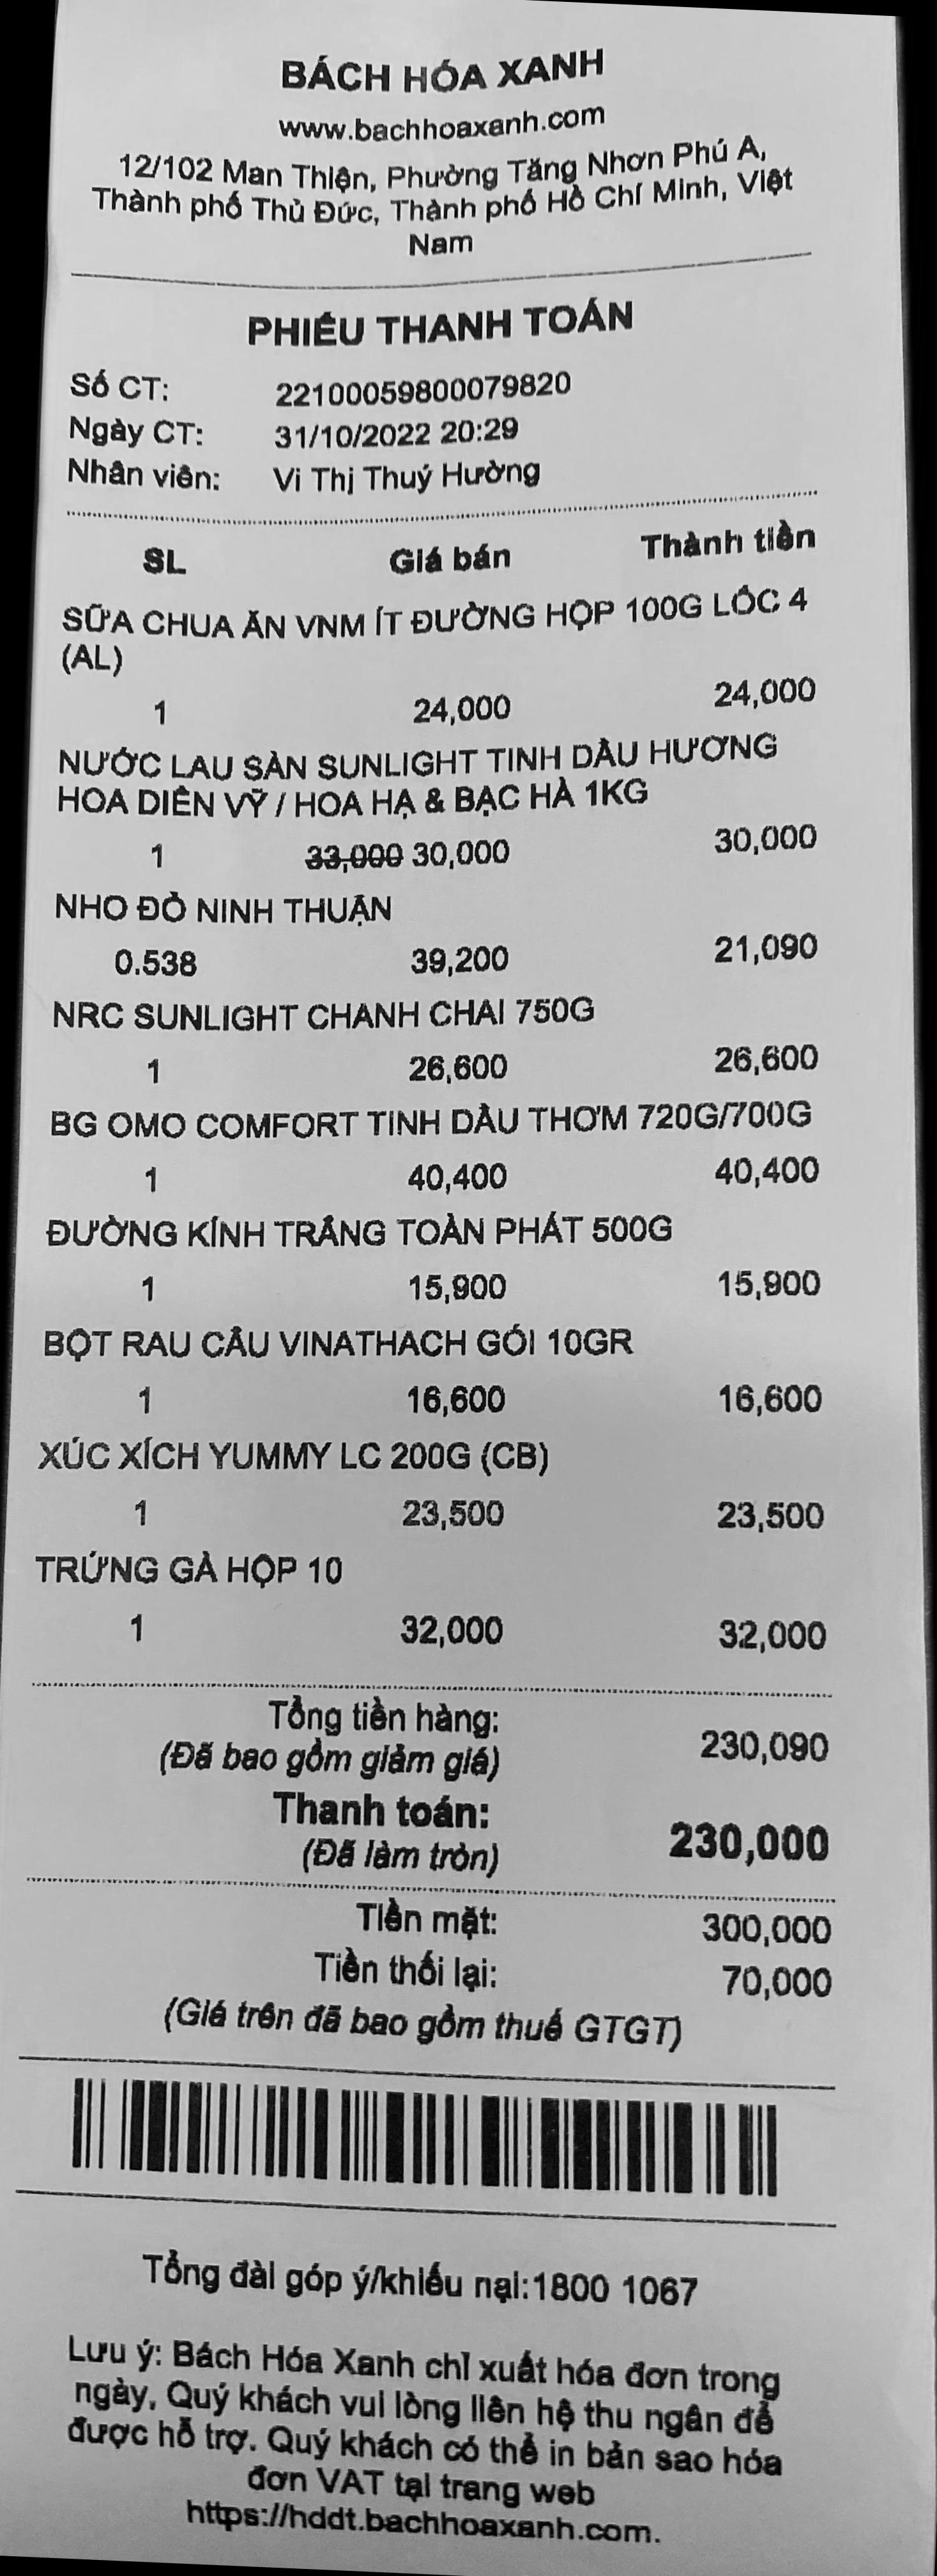 BÁCH HÓA XANH
www.bachhoaxanh.com
12/102 Man Thiện, Phường Tăng Nhơn Phú A,
Thành phố Thủ Đức, Thành phố Hồ Chí Minh, Việt
Nam
PHIẾU THANH TOÁN
Số CT: 22100059800079820
Ngày CT: 31/10/2022 20:29
Nhân viên: Vi Thị Thuý Hường
SL Giá bán Thành tiền
SỮA CHUA ĂN VNM ÍT ĐƯỜNG HỘP 100G LỐC 4
(AL)
1 24,000 24,000
NƯỚC LAU SÀN SUNLIGHT TINH DẦU HƯƠNG
HOA DIÊN VỸ / HOA HẠ & BẠC HÀ 1KG
1 33,000 30,000 30,000
NHO ĐỎ NINH THUẬN
0.538 39,200 21,090
NRC SUNLIGHT CHANH CHAI 750G
1 26,600 26,600
BG OMO COMFORT TINH DẦU THƠM 720G/700G
1 40,400 40,400
ĐƯỜNG KÍNH TRẮNG TOÀN PHÁT 500G
1 15,900 15,900
BỘT RAU CÂU VINATHACH GÓI 10GR
1 16,600 16,600
XÚC XÍCH YUMMY LC 200G (CB)
1 23,500 23,500
TRỨNG GÀ HỘP 10
1 32,000 32,000
Tổng tiền hàng: 230,090
(Đã bao gồm giảm giá)
Thanh toán: 230,000
(Đã làm tròn)
Tiền mặt: 300,000
Tiền thối lại: 70,000
(Giá trên đã bao gồm thuế GTGT)
Tổng đài góp ý/khiếu nại:1800 1067
Lưu ý: Bách Hóa Xanh chỉ xuất hóa đơn trong
ngày, Quý khách vui lòng liên hệ thu ngân để
được hỗ trợ. Quý khách có thể in bản sao hóa
đơn VAT tại trang web
https://hddt.bachhoaxanh.com.